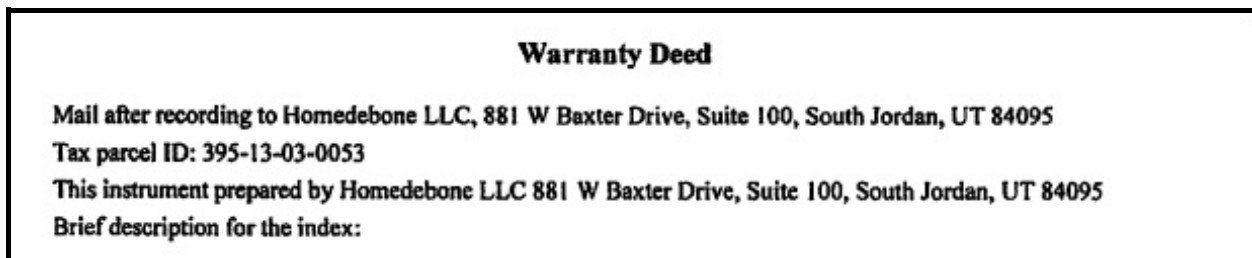 Warranty Deed
Mail after recording to Homedebone LLC, 881 W Baxter Drive, Suite 100, South Jordan, UT 84095
Tax parcel ID: 395-13-03-0053
This instrument prepared by Homedebone LLC 881 W Baxter Drive, Suite 100, South Jordan, UT 84095
Brief description for the index: